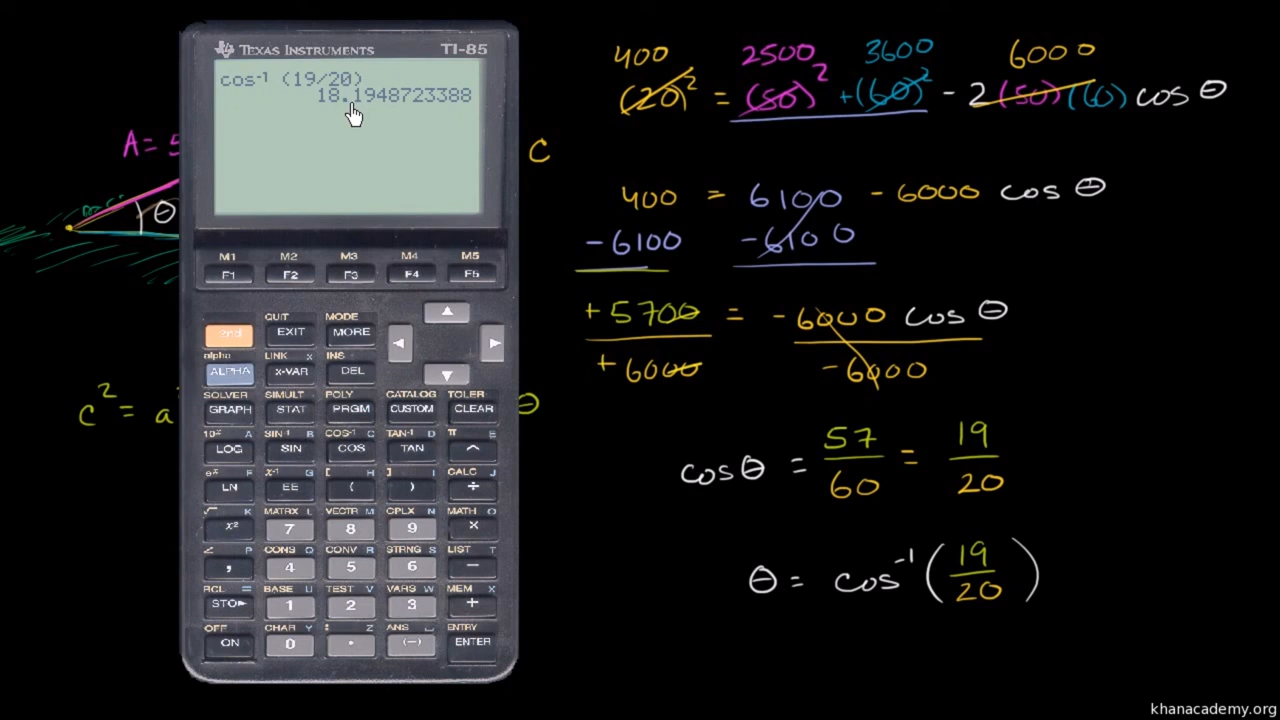 TEXAS INSTRUMENTS TI-85
cos⁻¹ (19/20)
18.1948723388
M1 M2 M3 M4 M5
F1 F2 F3 F4 F5
QUIT MODE
2nd EXIT MORE
alpha LINK x INS
ALPHA x-VAR DEL
SOLVER SIMULT POLY CATALOG TOLER
GRAPH STAT PRGM CUSTOM CLEAR
10ˣ A SIN⁻¹ B COS⁻¹ C TAN⁻¹ D π E
LOG SIN COS TAN ^
eˣ F x⁻¹ G [ H ] I CALC J
LN EE ( ) ÷
√ K MATRX L VECTR M CPLX N MATH O
x² 7 8 9 ×
∠ P CONS Q CONV R STRNG S LIST T
, 4 5 6 −
RCL = BASE U TEST V VARS W MEM X
STO▸ 1 2 3 +
OFF CHAR Y : Z ANS ENTRY
ON 0 . (−) ENTER
A = 5
θ
C
c² = a
θ
400 2500 3600 6000
(20)² = (50)² + (60)² - 2 (50) (60) cos θ
400 = 6100 - 6000 cos θ
- 6100 - 6100
+ 5700 = - 6000 cos θ
+ 6000 - 6000
cos θ = 57/60 = 19/20
θ = cos⁻¹ (19/20)
khanacademy.org